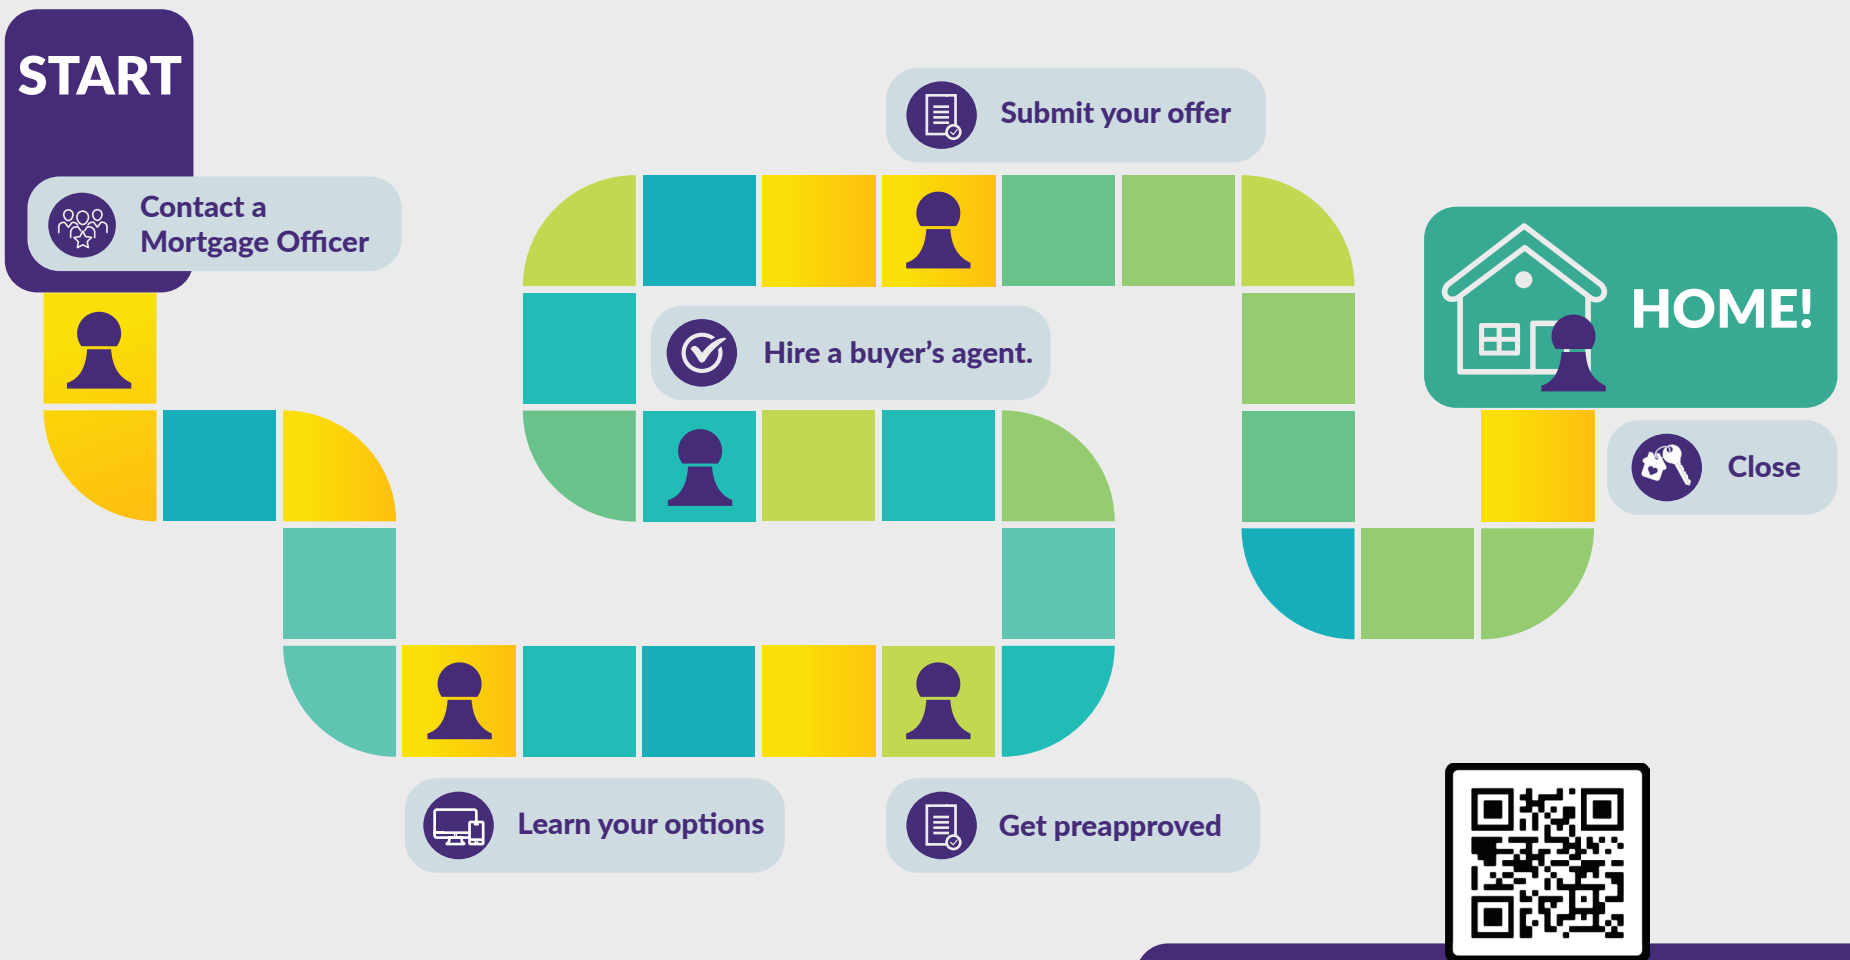 START
Contact a
Mortgage Officer
Submit your offer
Hire a buyer’s agent.
HOME!
Close
Learn your options
Get preapproved